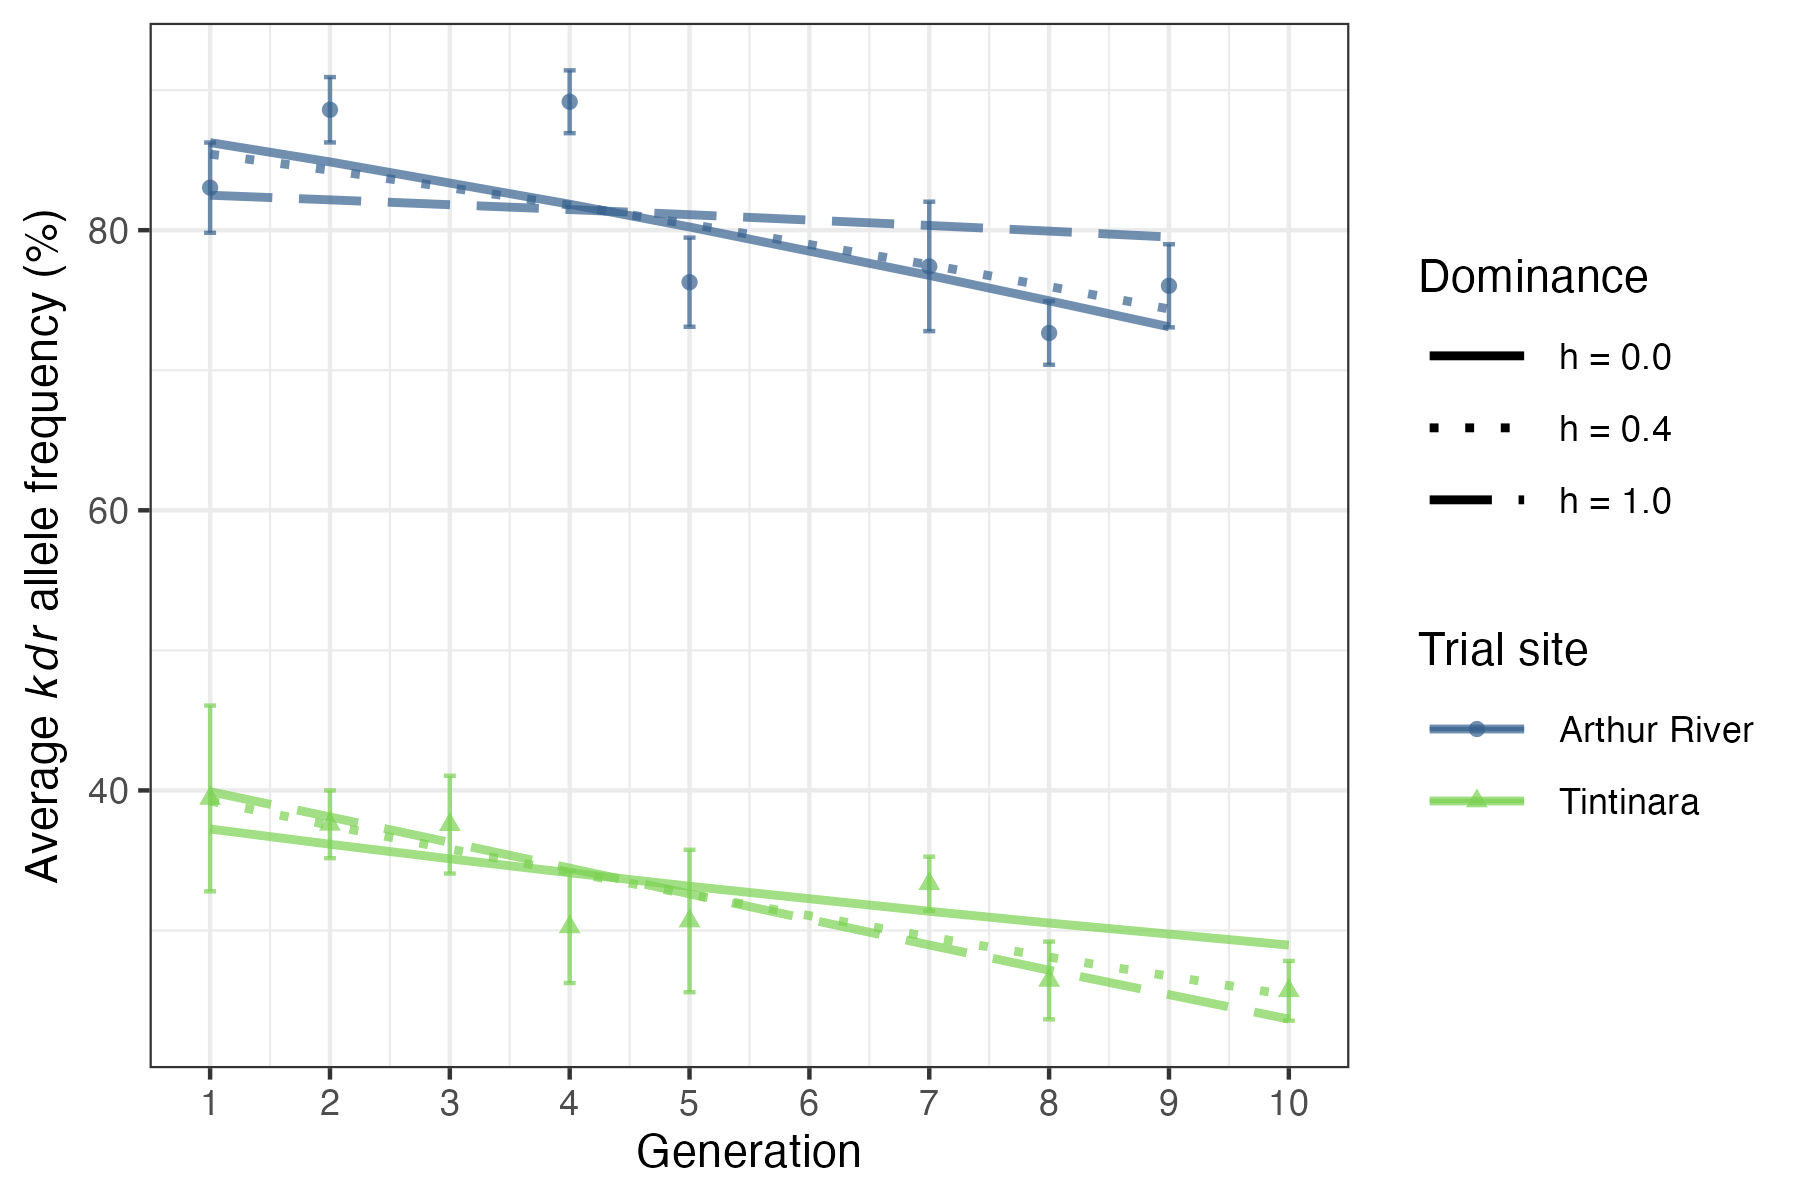 Average kdr allele frequency (%)
80
60
40
1 2 3 4 5 6 7 8 9 10
Generation
Dominance
h = 0.0
h = 0.4
h = 1.0
Trial site
Arthur River
Tintinara